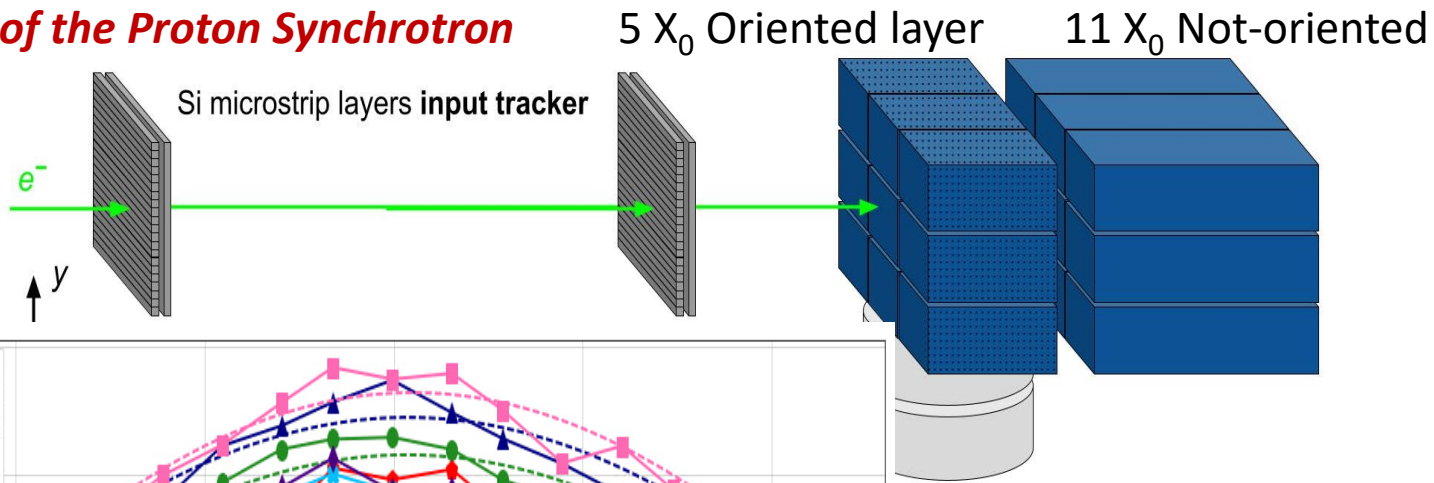 of the Proton Synchrotron
5 X₀ Oriented layer
11 X₀ Not-oriented
Si microstrip layers input tracker
e⁻
y